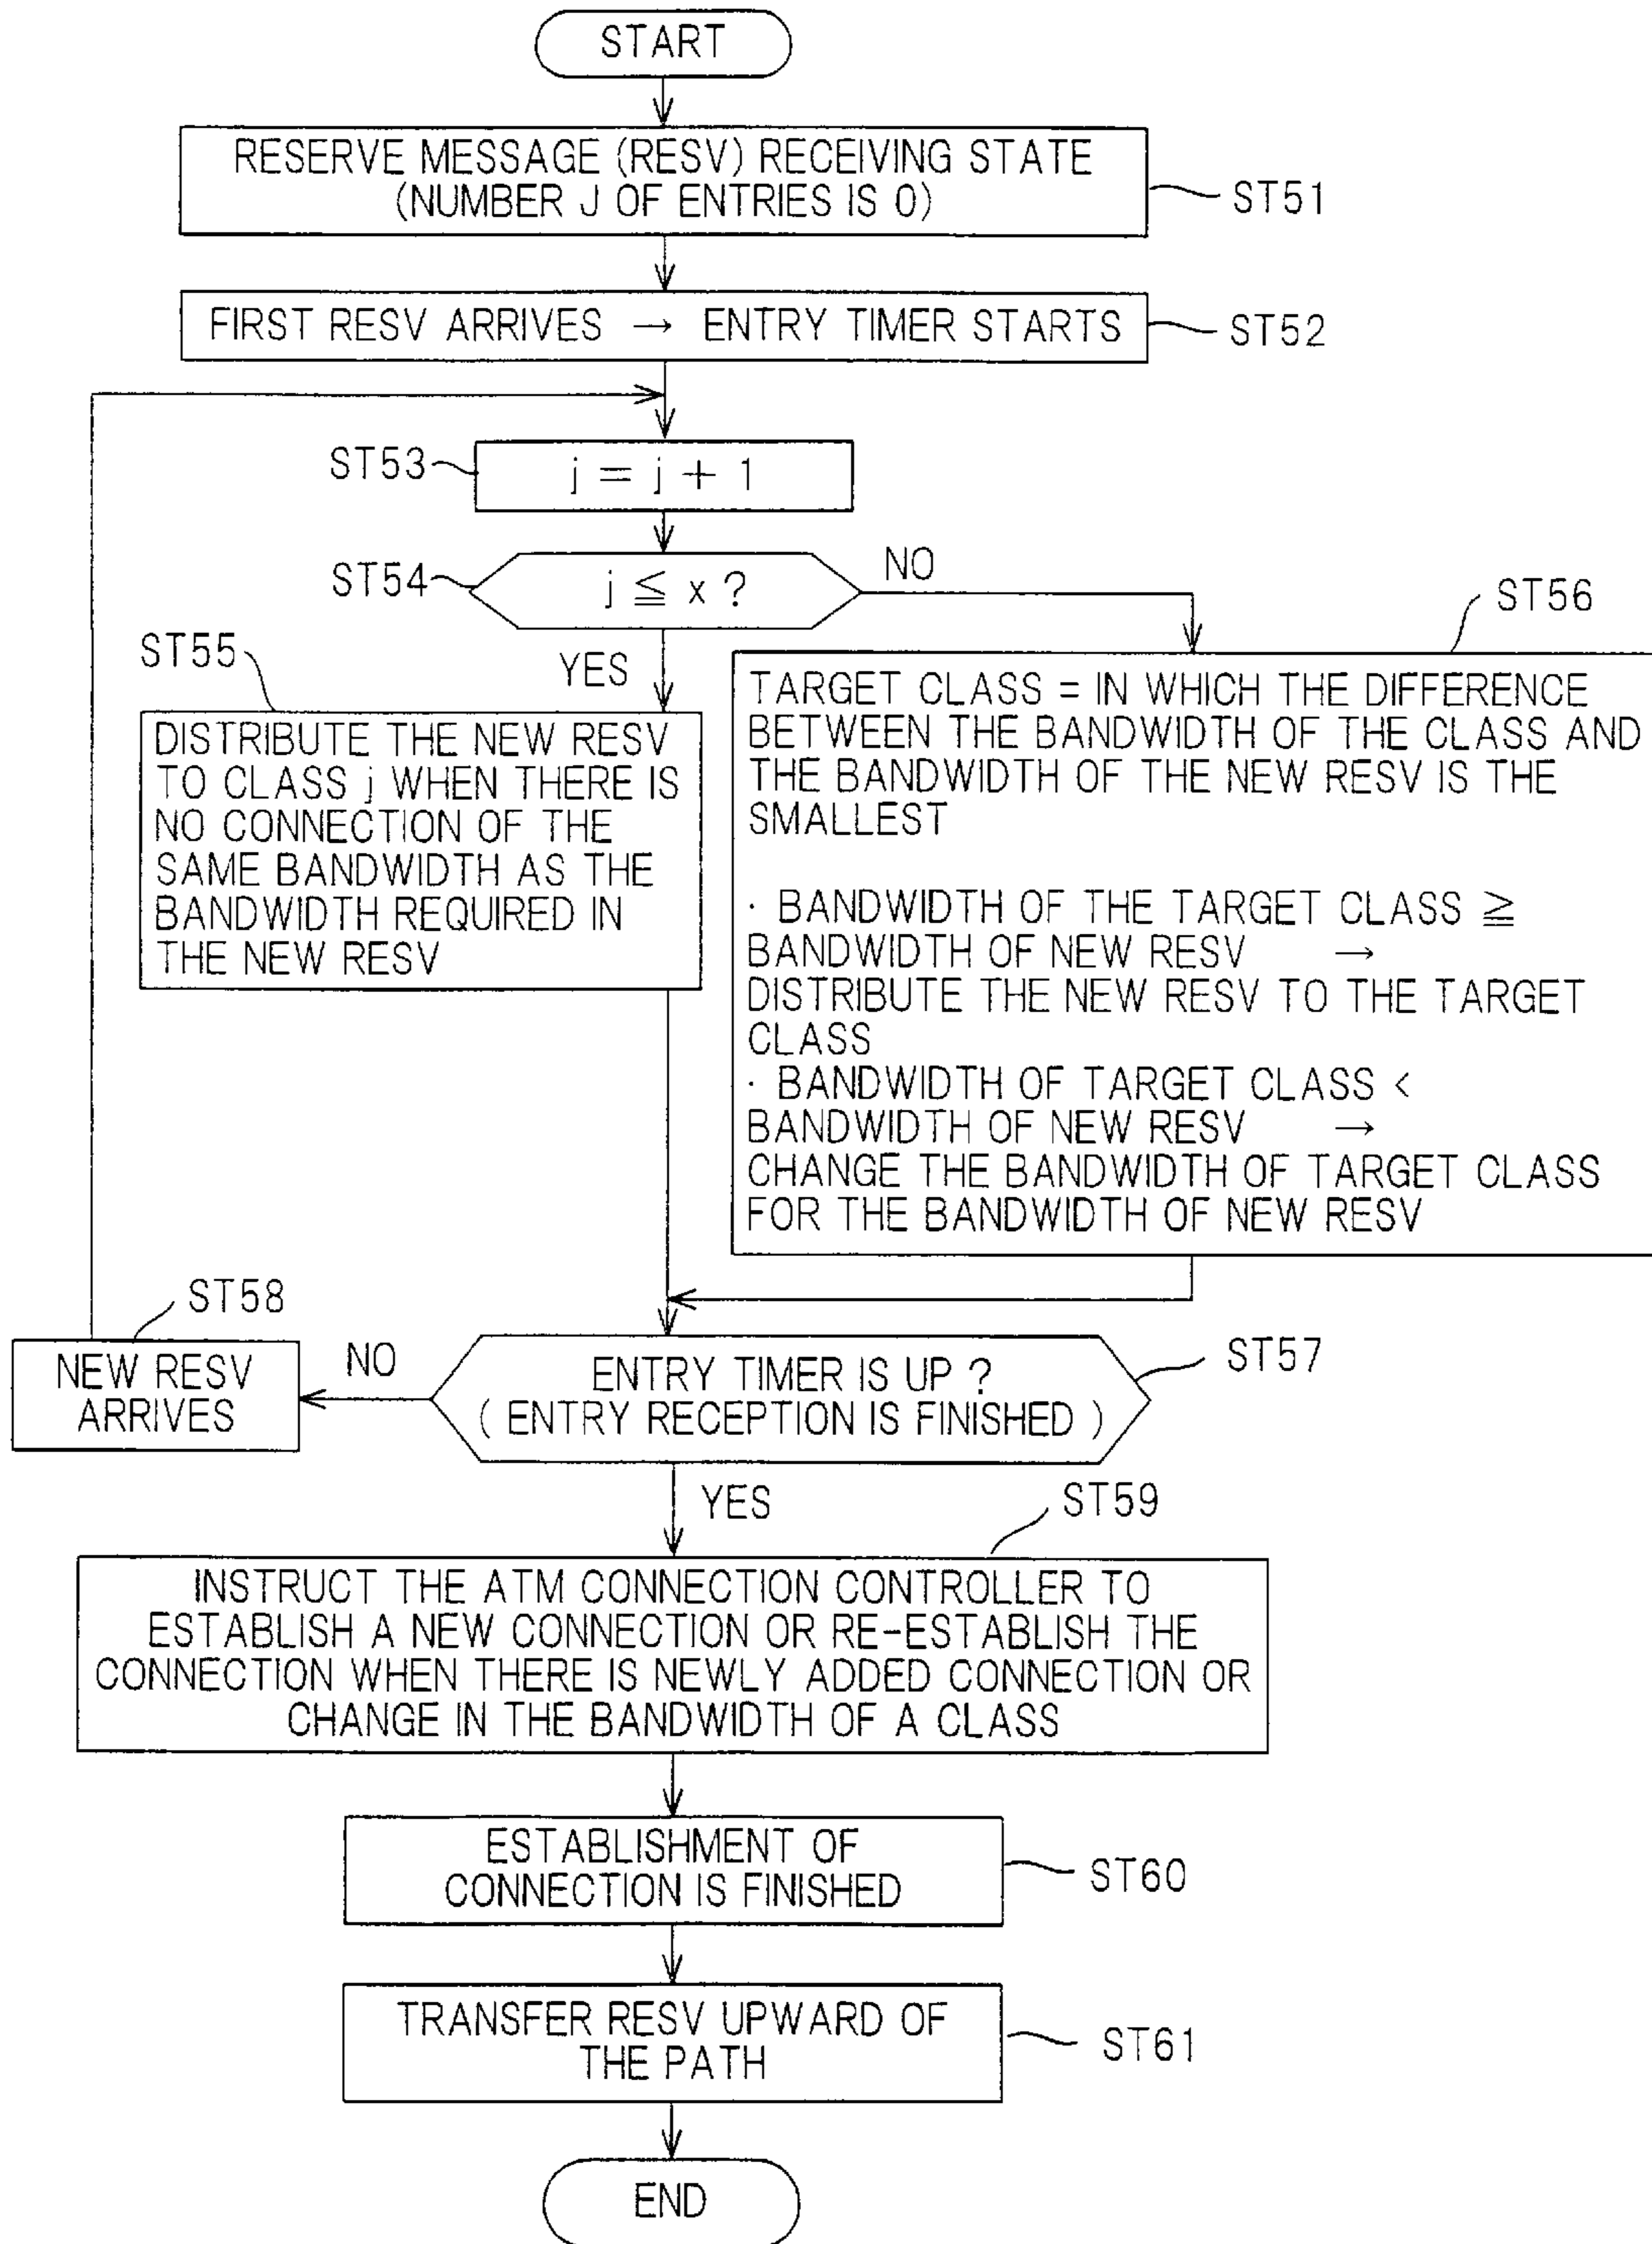 START
RESERVE MESSAGE (RESV) RECEIVING STATE
(NUMBER J OF ENTRIES IS 0)
ST51
FIRST RESV ARRIVES → ENTRY TIMER STARTS
ST52
ST53
j = j + 1
ST54
j ≦ x ?
NO
YES
ST55
DISTRIBUTE THE NEW RESV
TO CLASS j WHEN THERE IS
NO CONNECTION OF THE
SAME BANDWIDTH AS THE
BANDWIDTH REQUIRED IN
THE NEW RESV
ST56
TARGET CLASS = IN WHICH THE DIFFERENCE
BETWEEN THE BANDWIDTH OF THE CLASS AND
THE BANDWIDTH OF THE NEW RESV IS THE
SMALLEST
· BANDWIDTH OF THE TARGET CLASS ≧
BANDWIDTH OF NEW RESV →
DISTRIBUTE THE NEW RESV TO THE TARGET
CLASS
· BANDWIDTH OF TARGET CLASS <
BANDWIDTH OF NEW RESV →
CHANGE THE BANDWIDTH OF TARGET CLASS
FOR THE BANDWIDTH OF NEW RESV
ST58
NEW RESV
ARRIVES
NO
ENTRY TIMER IS UP ?
( ENTRY RECEPTION IS FINISHED )
ST57
YES
ST59
INSTRUCT THE ATM CONNECTION CONTROLLER TO
ESTABLISH A NEW CONNECTION OR RE-ESTABLISH THE
CONNECTION WHEN THERE IS NEWLY ADDED CONNECTION OR
CHANGE IN THE BANDWIDTH OF A CLASS
ESTABLISHMENT OF
CONNECTION IS FINISHED
ST60
TRANSFER RESV UPWARD OF
THE PATH
ST61
END